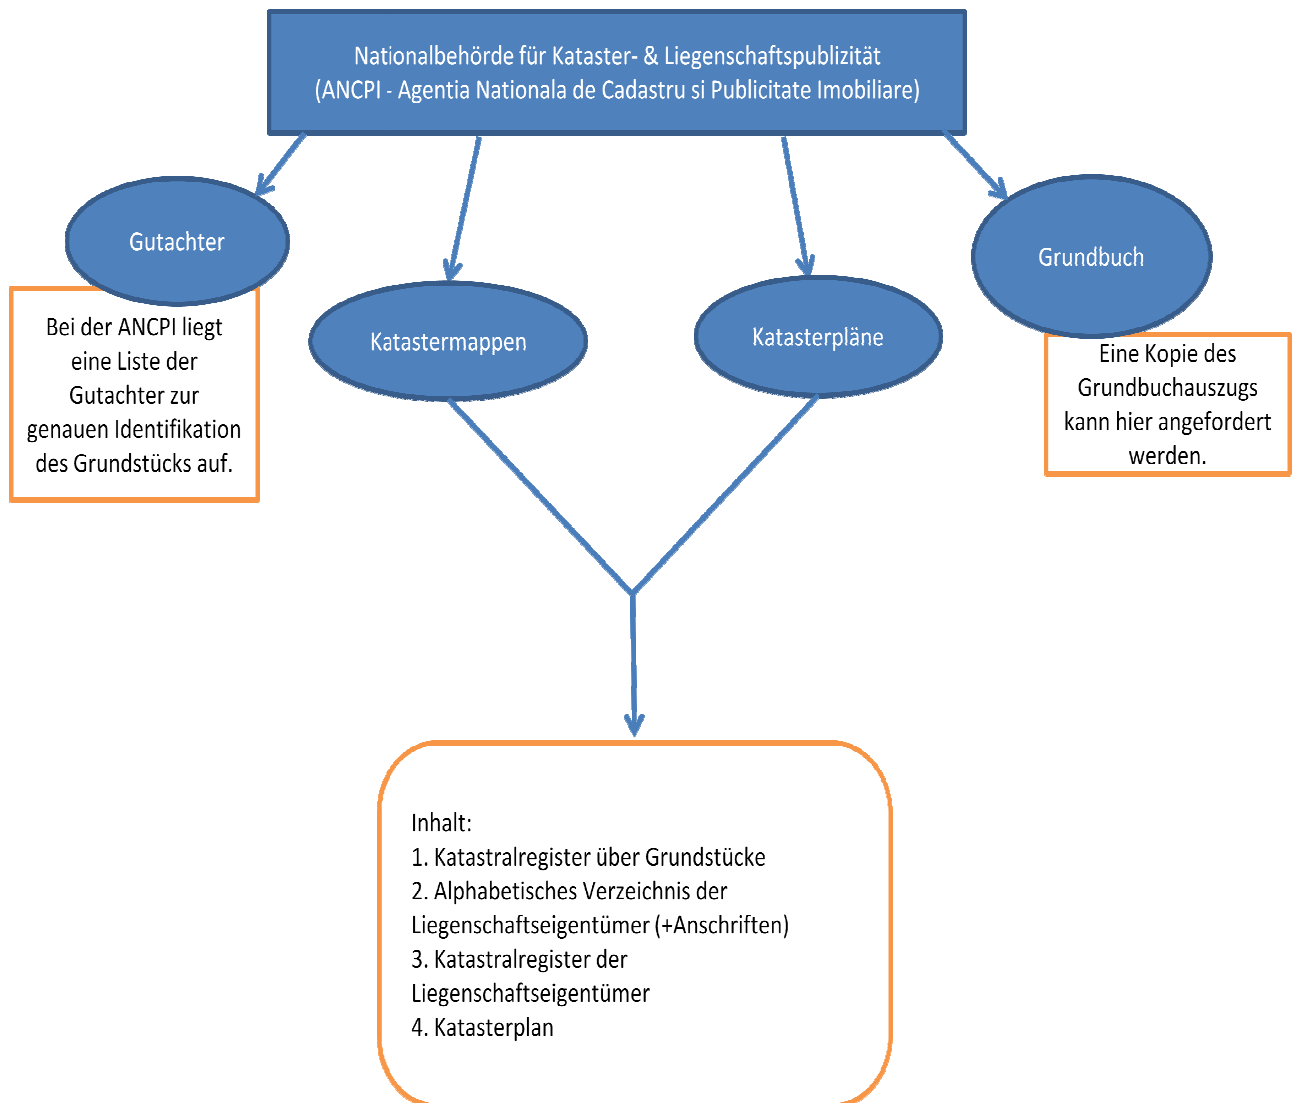 Nationalbehörde für Kataster- & Liegenschaftspublizität
(ANCPI - Agentia Nationala de Cadastru si Publicitate Imobiliare)
Gutachter
Bei der ANCPI liegt
eine Liste der
Gutachter zur
genauen Identifikation
des Grundstücks auf.
Katastermappen
Katasterpläne
Grundbuch
Eine Kopie des
Grundbuchauszugs
kann hier angefordert
werden.
Inhalt:
1. Katastralregister über Grundstücke
2. Alphabetisches Verzeichnis der
Liegenschaftseigentümer (+Anschriften)
3. Katastralregister der
Liegenschaftseigentümer
4. Katasterplan